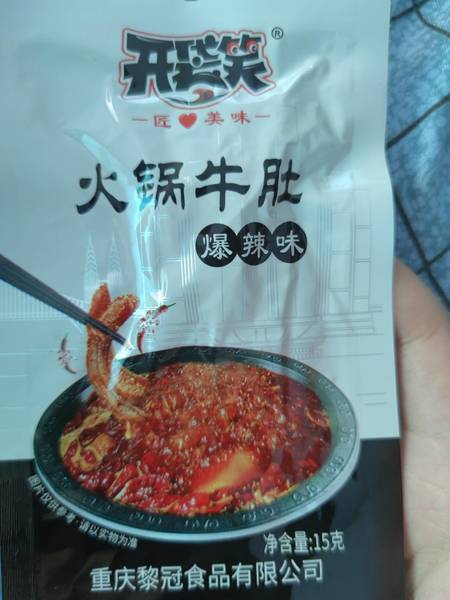 开袋笑®
匠美味
火锅牛肚
爆辣味
图片仅供参考·请以实物为准
净含量:15克
重庆黎冠食品有限公司